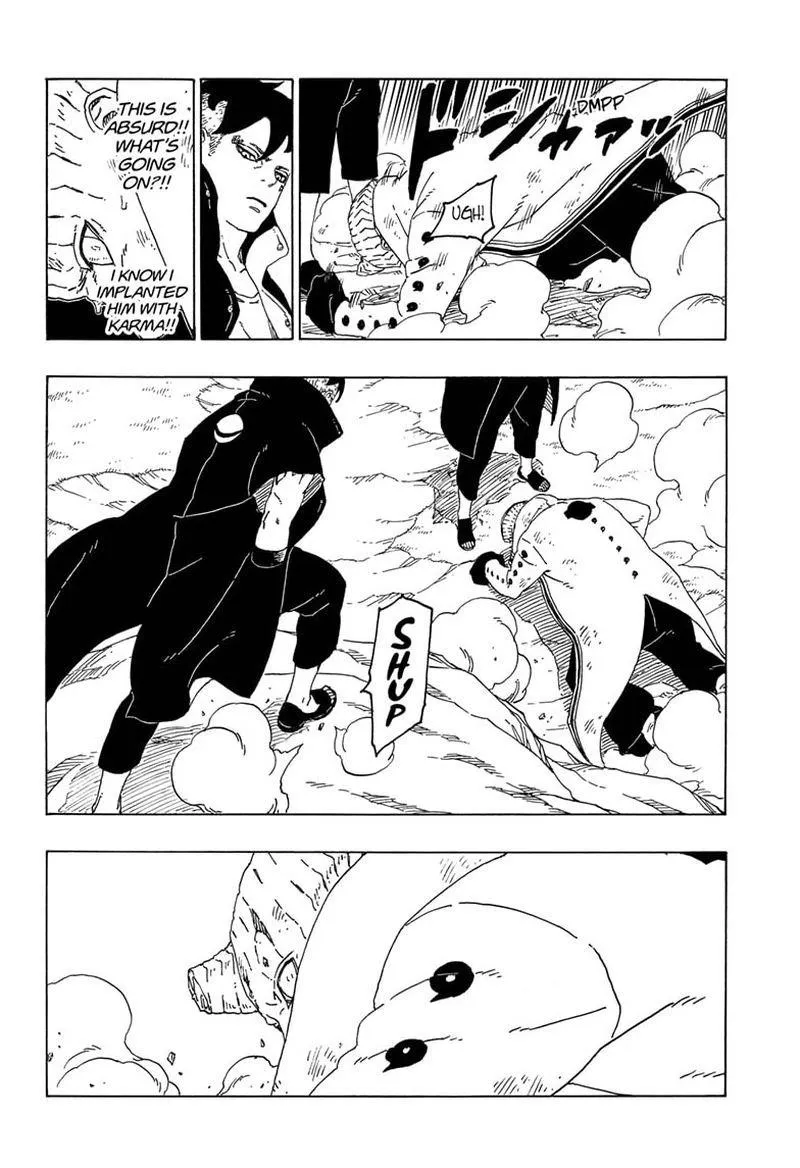 THIS IS
ABSURD!!
WHAT'S
GOING
ON?!!
I KNOW I
IMPLANTED
HIM WITH
KARMA!!
DMPP
ドシャアッ
UGH!
SHUP